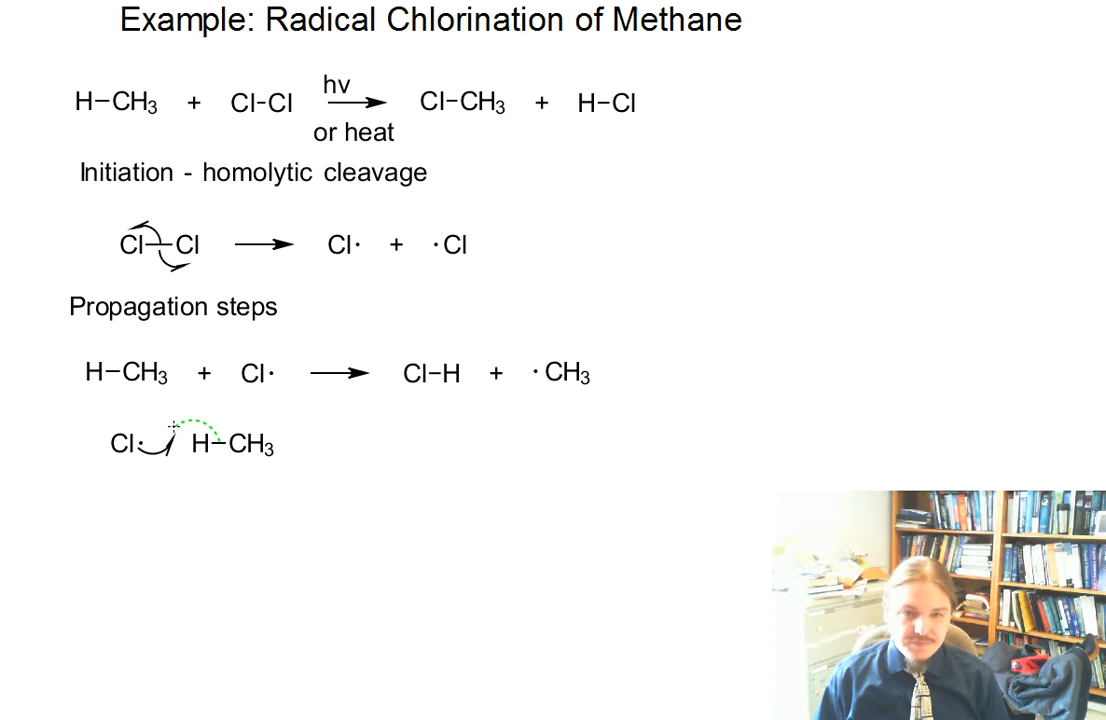 Example: Radical Chlorination of Methane
hv
H-CH₃ + Cl-Cl → Cl-CH₃ + H-Cl
or heat
Initiation - homolytic cleavage
Cl-Cl → Cl· + ·Cl
Propagation steps
H-CH₃ + Cl· → Cl-H + ·CH₃
Cl· H-CH₃